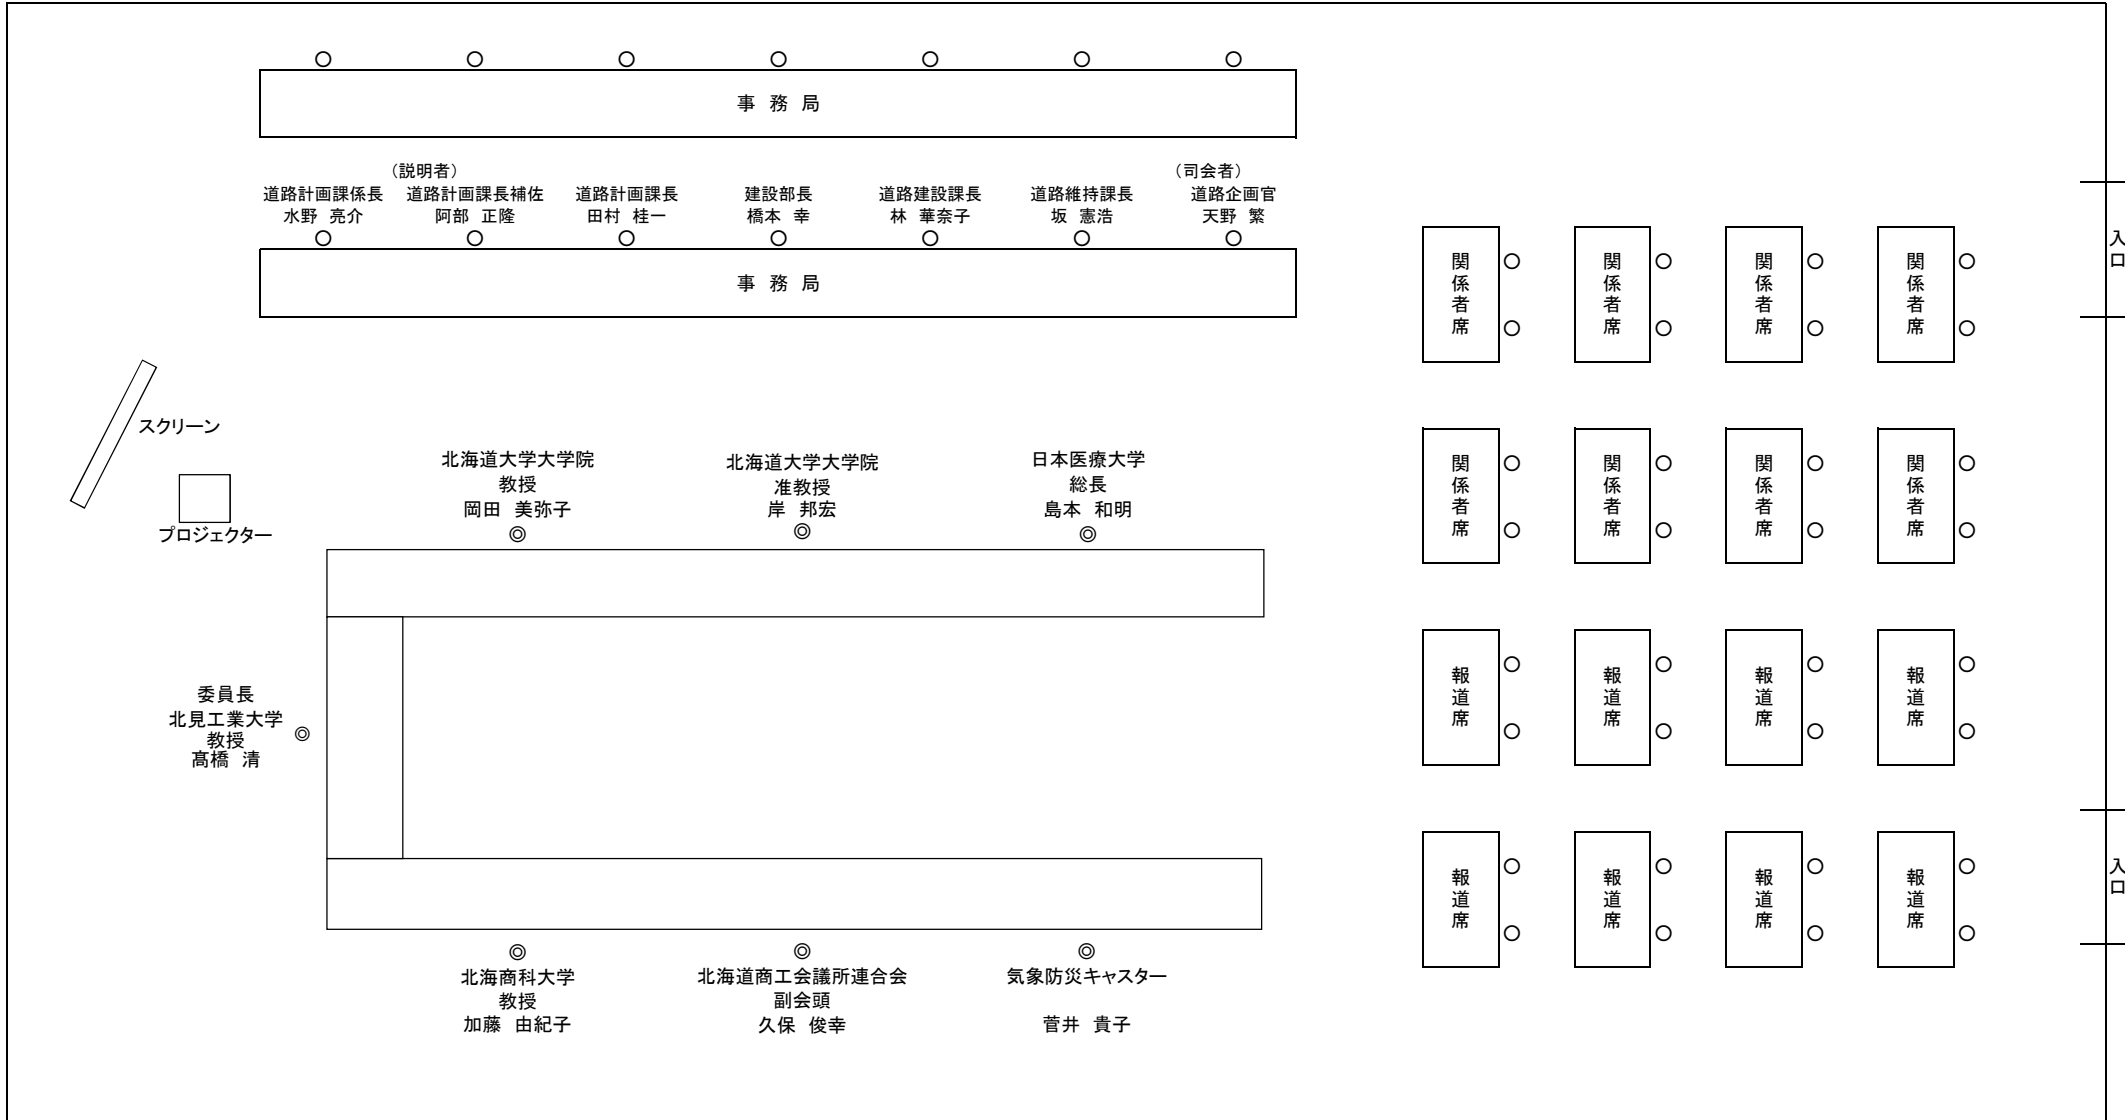 事 務 局
（説明者）
（司会者）
道路計画課係長
水野 亮介
道路計画課長補佐
阿部 正隆
道路計画課長
田村 桂一
建設部長
橋本 幸
道路建設課長
林 華奈子
道路維持課長
坂 憲浩
道路企画官
天野 繁
事 務 局
関係者席
関係者席
関係者席
関係者席
入口
スクリーン
プロジェクター
北海道大学大学院
教授
岡田 美弥子
北海道大学大学院
准教授
岸 邦宏
日本医療大学
総長
島本 和明
関係者席
関係者席
関係者席
関係者席
委員長
北見工業大学
教授
髙橋 清
報道席
報道席
報道席
報道席
北海商科大学
教授
加藤 由紀子
北海道商工会議所連合会
副会頭
久保 俊幸
気象防災キャスター
菅井 貴子
報道席
報道席
報道席
報道席
入口